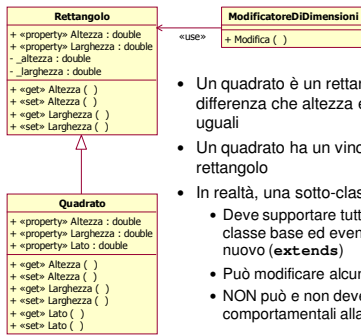 Rettangolo
+ «property» Altezza : double
+ «property» Larghezza : double
- _altezza : double
- _larghezza : double
+ «get» Altezza ( )
+ «set» Altezza ( )
+ «get» Larghezza ( )
+ «set» Larghezza ( )
«use»
ModificatoreDiDimensioni
+ Modifica ( )
Quadrato
+ «property» Altezza : double
+ «property» Larghezza : double
+ «property» Lato : double
+ «get» Altezza ( )
+ «set» Altezza ( )
+ «get» Larghezza ( )
+ «set» Larghezza ( )
+ «get» Lato ( )
+ «set» Lato ( )
• Un quadrato è un rettan
differenza che altezza e
uguali
• Un quadrato ha un vinc
rettangolo
• In realtà, una sotto-clas
• Deve supportare tutt
classe base ed even
nuovo (extends)
• Può modificare alcun
• NON può e non deve
comportamentali alla